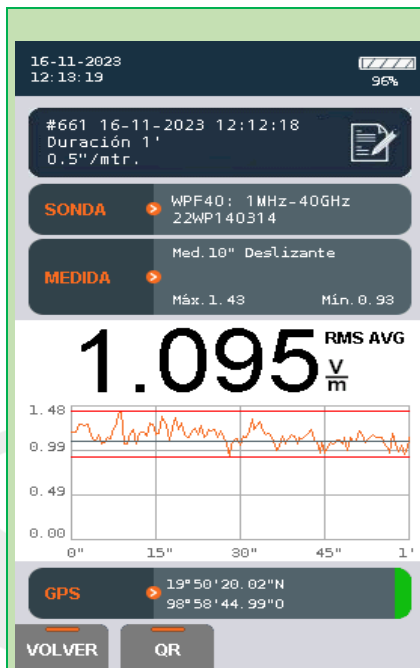 16-11-2023
12:13:19
96%
#661 16-11-2023 12:12:18
Duración 1'
0.5"/mtr.
SONDA
WPF40: 1MHz-40GHz
22WP140314
MEDIDA
Med.10" Deslizante
Máx.1.43 Mín.0.93
1.095 RMS AVG
V/m
1.48
0.99
0.49
0.00
0" 15" 30" 45" 1'
GPS
19°50'20.02"N
98°58'44.99"O
VOLVER QR